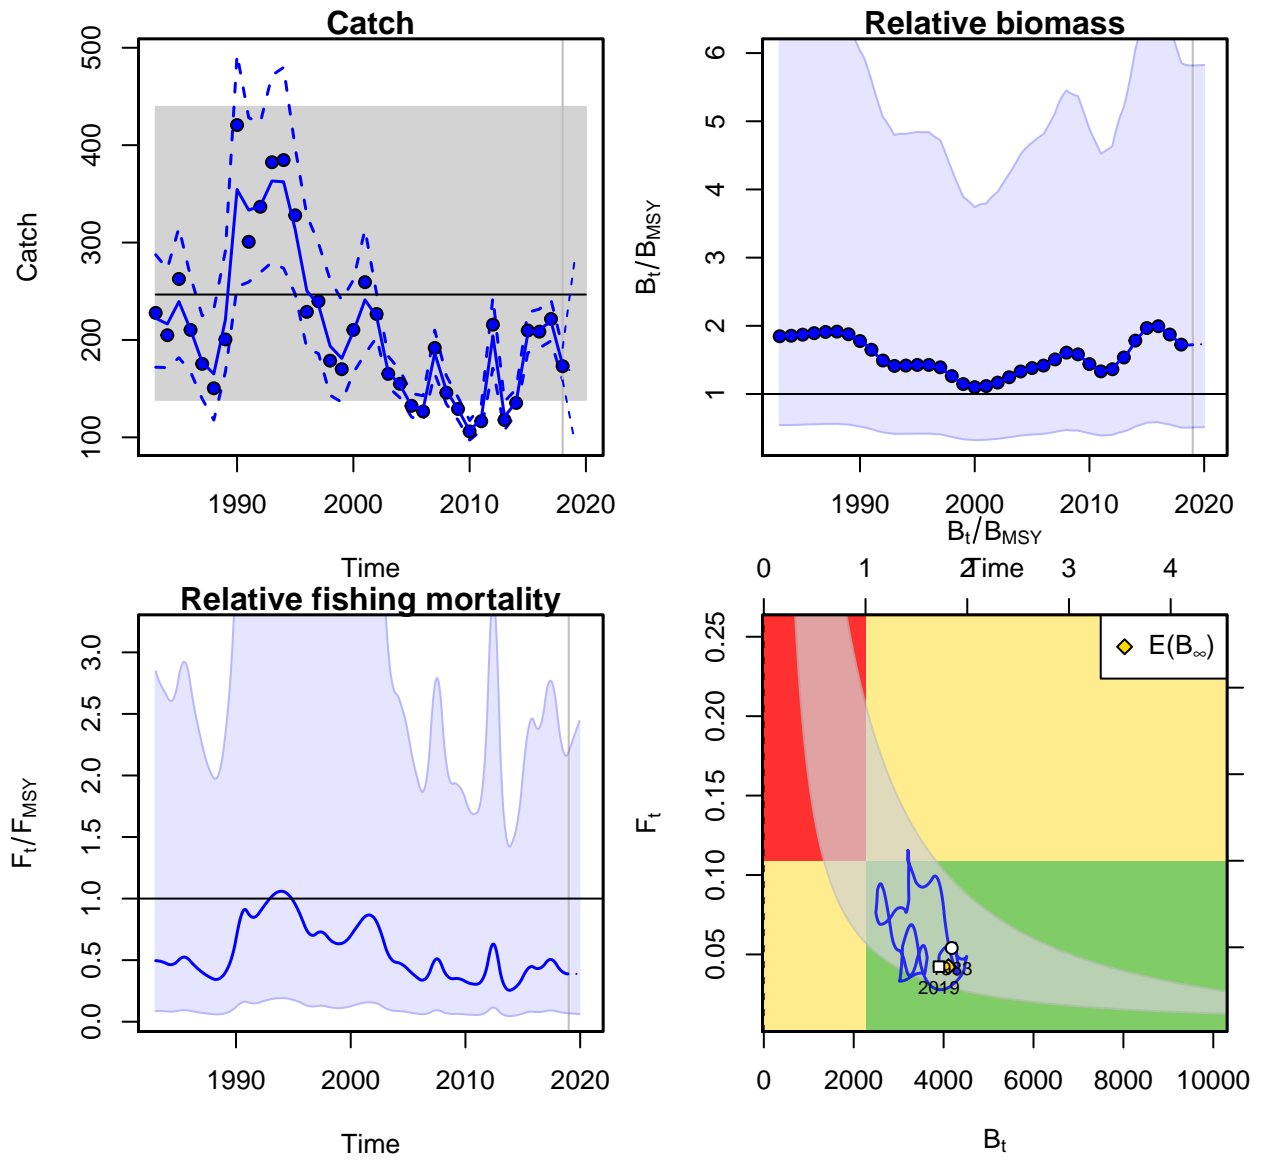 Catch
500
400
300
200
100
Catch
1990 2000 2010 2020
Time
Relative biomass
6
5
4
3
2
1
Bt/BMSY
1990 2000 2010 2020
Time
Relative fishing mortality
3.0
2.5
2.0
1.5
1.0
0.5
0.0
Ft/FMSY
1990 2000 2010 2020
Time
Bt/BMSY
0 1 2 3 4
E(B∞)
0.25
0.20
0.15
0.10
0.05
Ft
2019
0 2000 4000 6000 8000 10000
Bt